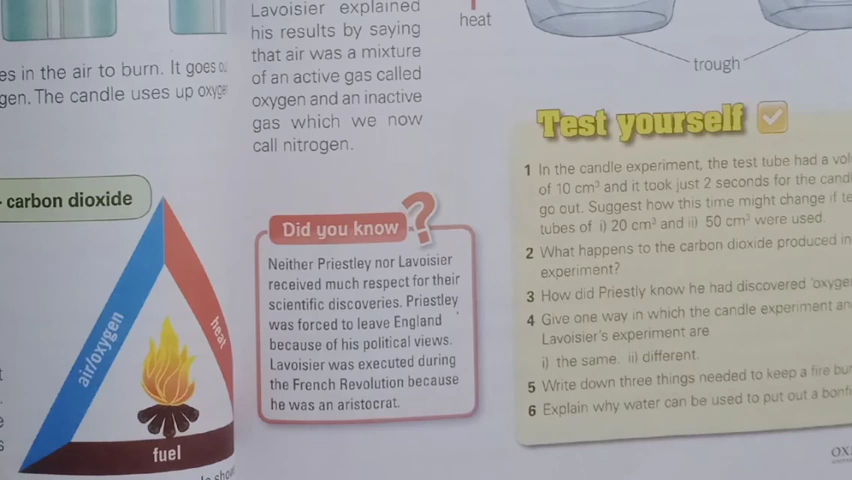 es in the air to burn. It goes
gen. The candle uses up
carbon dioxide
air/oxygen
heat
fuel
Lavoisier explained
his results by saying
that air was a mixture
of an active gas called
oxygen and an inactive
gas which we now
call nitrogen.
heat
Did you know
?
Neither Priestley nor Lavoisier
received much respect for their
scientific discoveries. Priestley
was forced to leave England
because of his political views.
Lavoisier was executed during
the French Revolution because
he was an aristocrat.
trough
Test yourself
1 In the candle experiment, the test tube had a
of 10 cm³ and it took just 2 seconds for the
go out. Suggest how this time might change if
tubes of i) 20 cm³ and ii) 50 cm³ were used.
2 What happens to the carbon dioxide produced in
experiment?
3 How did Priestly know he had discovered
4 Give one way in which the candle experiment
Lavoisier's experiment are
i) the same. ii) different.
5 Write down three things needed to keep a fire
6 Explain why water can be used to put out a